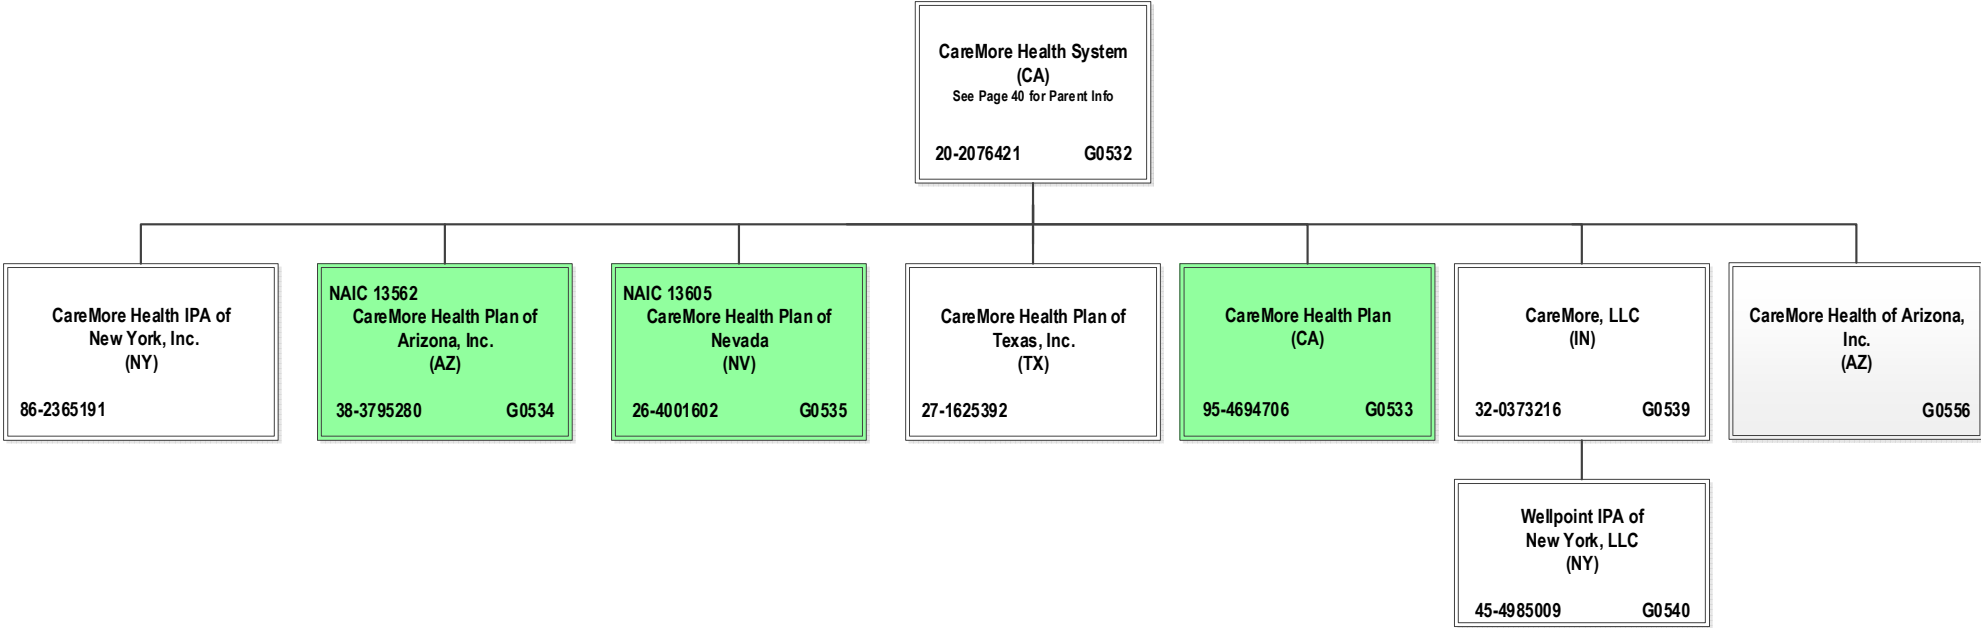 CareMore Health System
(CA)
See Page 40 for Parent Info
20-2076421 G0532
CareMore Health IPA of
New York, Inc.
(NY)
86-2365191
NAIC 13562
CareMore Health Plan of
Arizona, Inc.
(AZ)
38-3795280 G0534
NAIC 13605
CareMore Health Plan of
Nevada
(NV)
26-4001602 G0535
CareMore Health Plan of
Texas, Inc.
(TX)
27-1625392
CareMore Health Plan
(CA)
95-4694706 G0533
CareMore, LLC
(IN)
32-0373216 G0539
CareMore Health of Arizona,
Inc.
(AZ)
G0556
Wellpoint IPA of
New York, LLC
(NY)
45-4985009 G0540